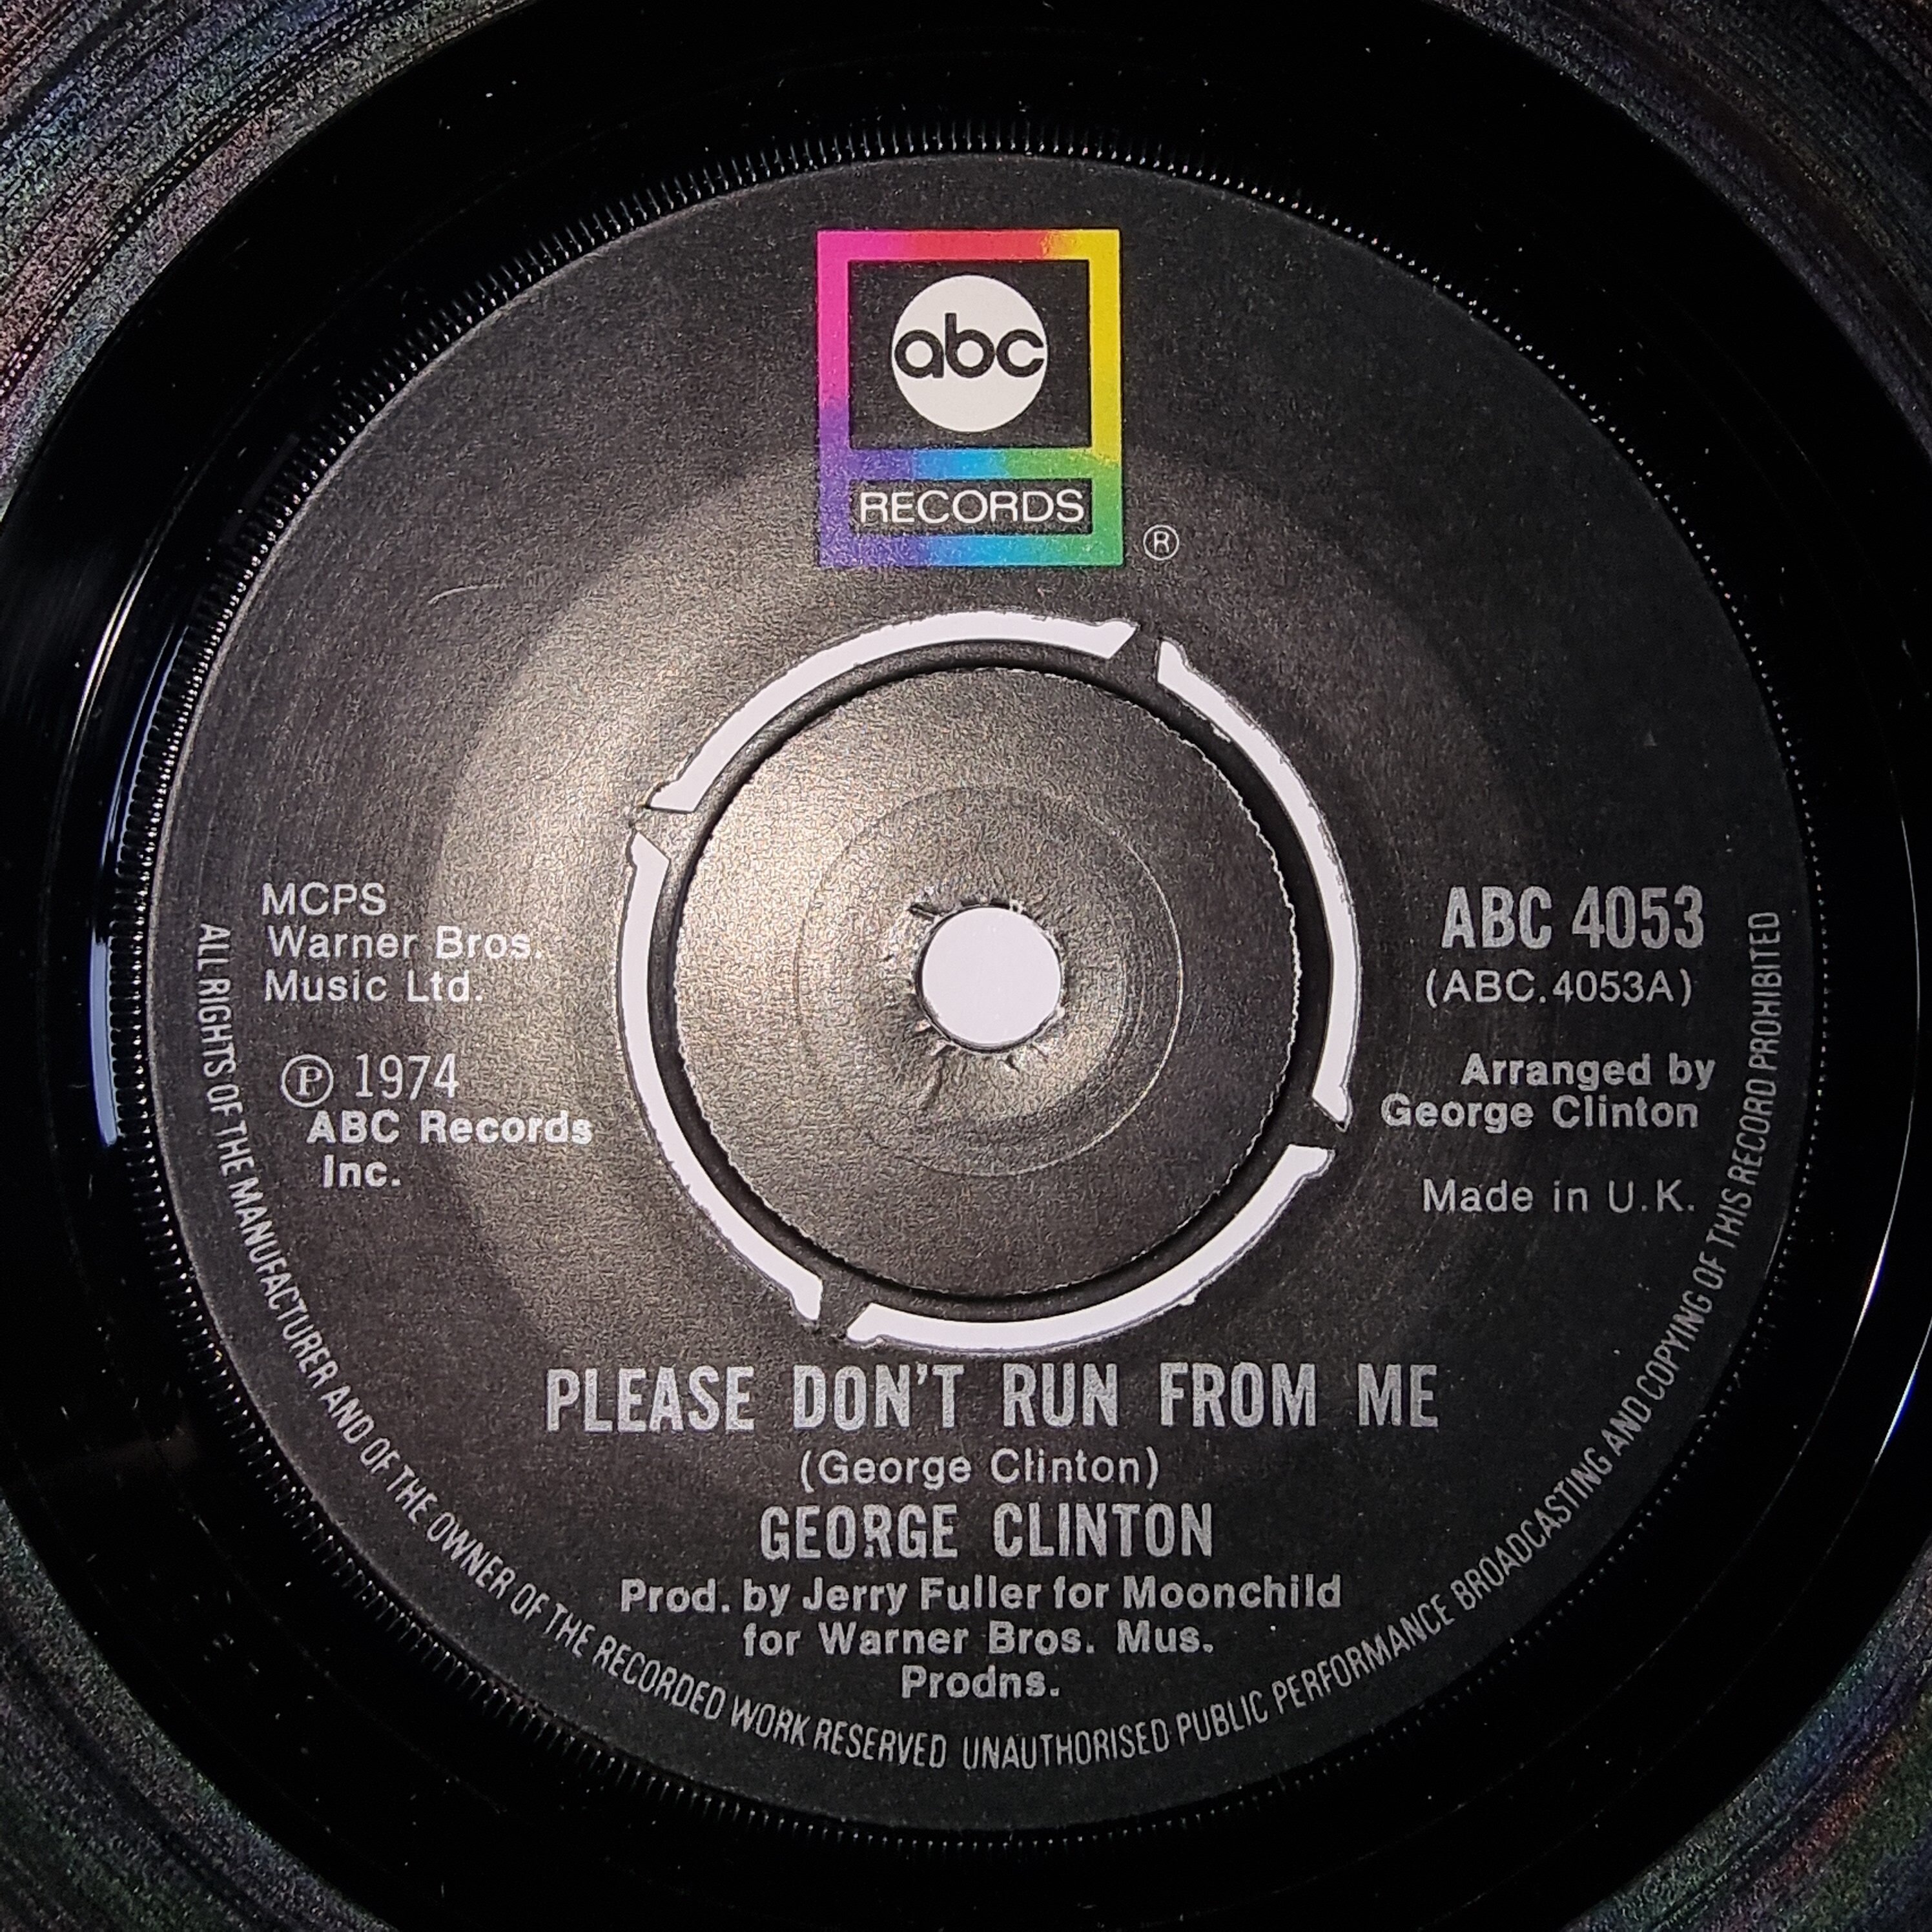 abc
RECORDS
®
MCPS
Warner Bros.
Music Ltd.
℗ 1974
ABC Records
Inc.
ABC 4053
(ABC.4053A)
Arranged by
George Clinton
Made in U.K.
PLEASE DON'T RUN FROM ME
(George Clinton)
GEORGE CLINTON
Prod. by Jerry Fuller for Moonchild
for Warner Bros. Mus.
Prodns.
ALL RIGHTS OF THE MANUFACTURER AND OF THE OWNER OF THE RECORDED WORK RESERVED UNAUTHORISED PUBLIC PERFORMANCE BROADCASTING AND COPYING OF THIS RECORD PROHIBITED